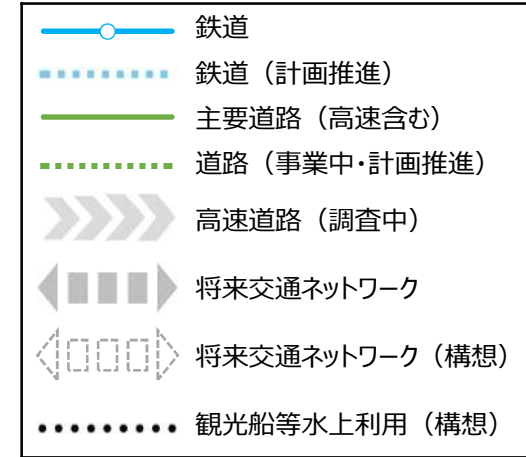 鉄道
鉄道（計画推進）
主要道路（高速含む）
道路（事業中・計画推進）
高速道路（調査中）
将来交通ネットワーク
将来交通ネットワーク（構想）
観光船等水上利用（構想）